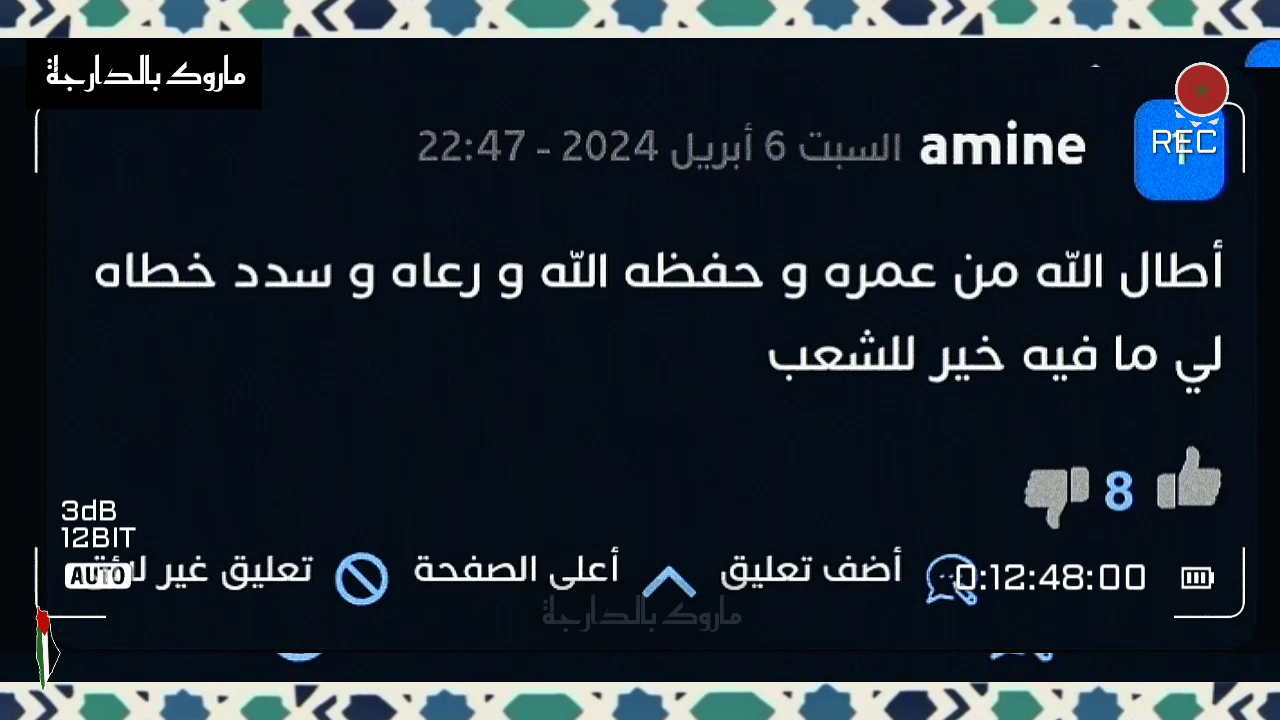 ماروك بالدارجة
REC
amine السبت 6 أبريل 2024 - 22:47
أطال الله من عمره و حفظه الله و رعاه و سدد خطاه
لي ما فيه خير للشعب
8
3dB
12BIT
AUTO
أضف تعليق
أعلى الصفحة
تعليق غير
0:12:48:00
ماروك بالدارجة